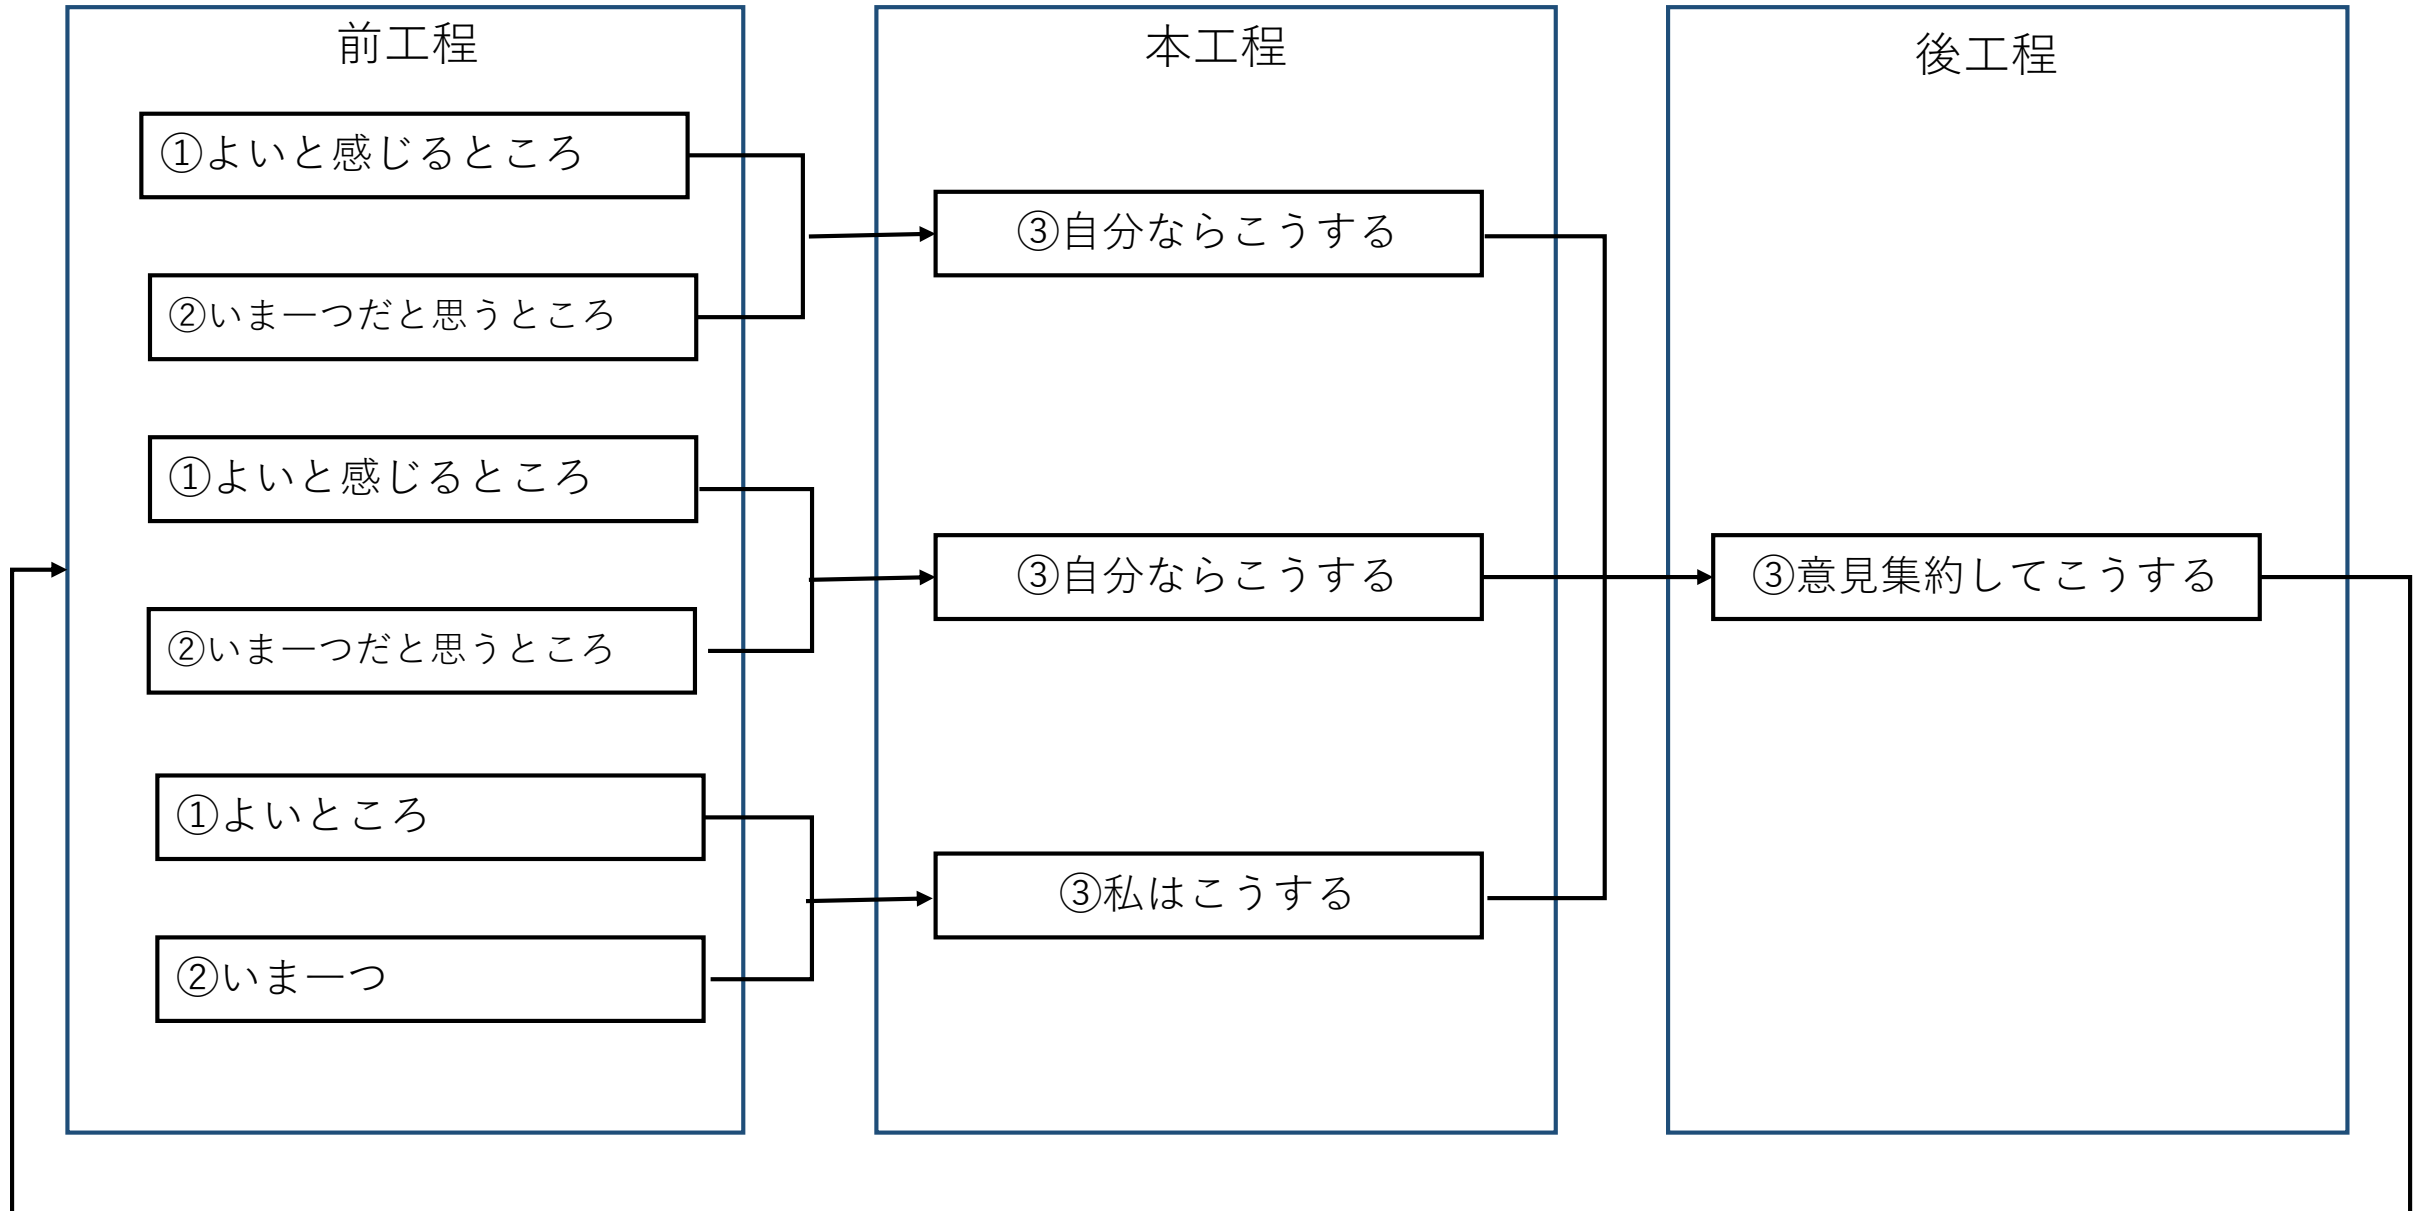 前工程
①よいと感じるところ
②いま一つだと思うところ
①よいと感じるところ
②いま一つだと思うところ
①よいところ
②いま一つ
本工程
③自分ならこうする
③自分ならこうする
③私はこうする
後工程
③意見集約してこうする